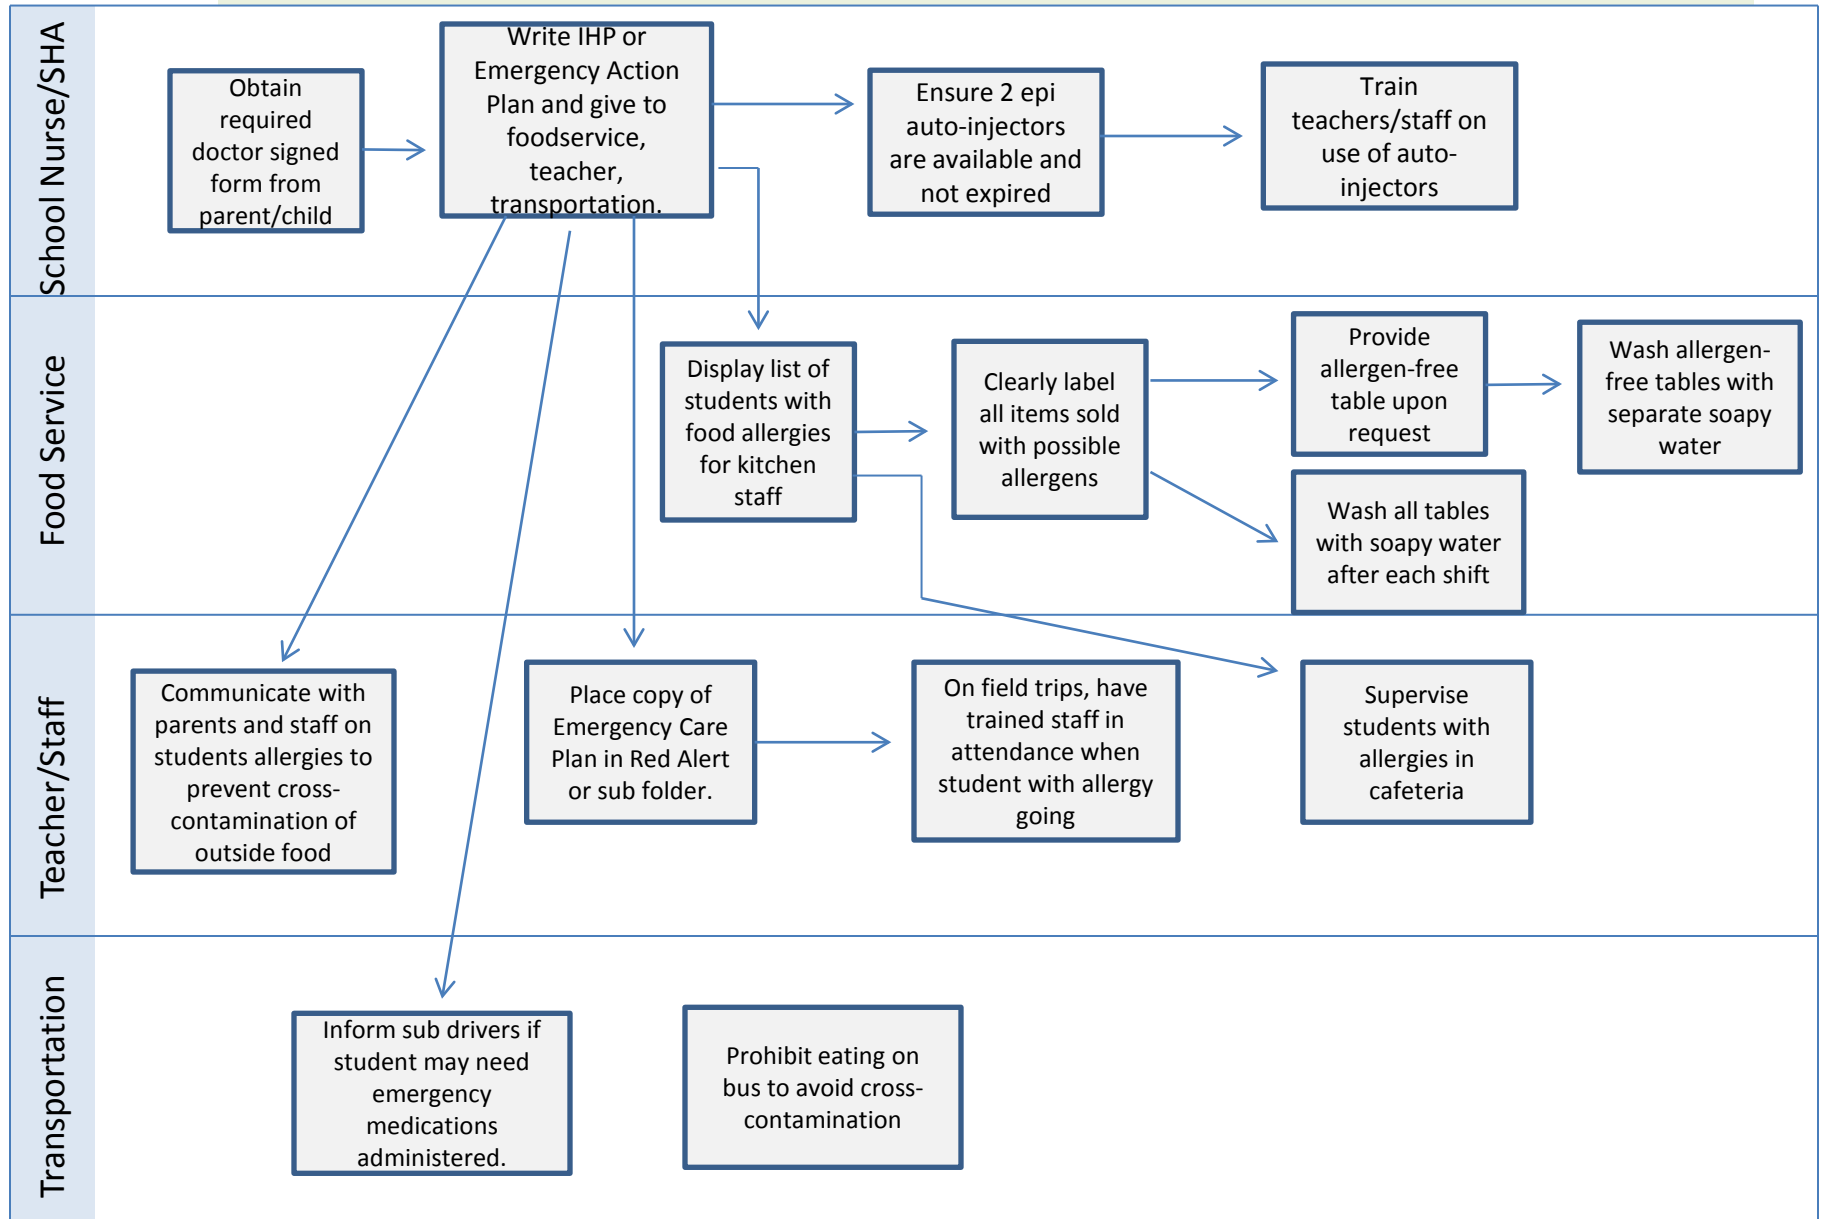 School Nurse/SHA
Obtain
required
doctor signed
form from
parent/child
Write IHP or
Emergency Action
Plan and give to
foodservice,
teacher,
transportation.
Ensure 2 epi
auto-injectors
are available and
not expired
Train
teachers/staff on
use of auto-
injectors
Food Service
Display list of
students with
food allergies
for kitchen
staff
Clearly label
all items sold
with possible
allergens
Provide
allergen-free
table upon
request
Wash allergen-
free tables with
separate soapy
water
Wash all tables
with soapy water
after each shift
Teacher/Staff
Communicate with
parents and staff on
students allergies to
prevent cross-
contamination of
outside food
Place copy of
Emergency Care
Plan in Red Alert
or sub folder.
On field trips, have
trained staff in
attendance when
student with allergy
going
Supervise
students with
allergies in
cafeteria
Transportation
Inform sub drivers if
student may need
emergency
medications
administered.
Prohibit eating on
bus to avoid cross-
contamination